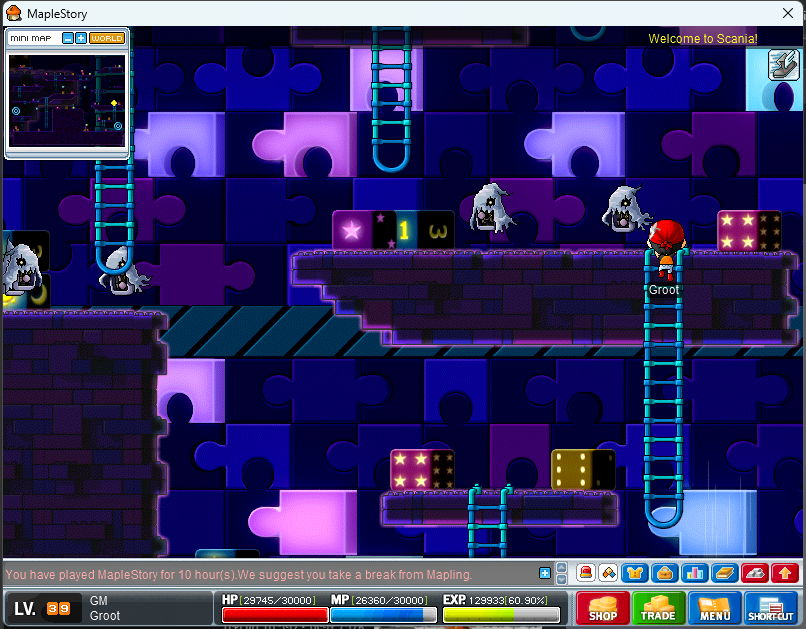 MapleStory
MINI MAP
WORLD
Welcome to Scania!
1
3
Groot
You have played MapleStory for 10 hour(s).We suggest you take a break from Mapling.
LV. 39
GM
Groot
HP[29745/30000] MP[26360/30000] EXP 129933[60.90%]
SHOP
TRADE
MENU
SHORTCUT